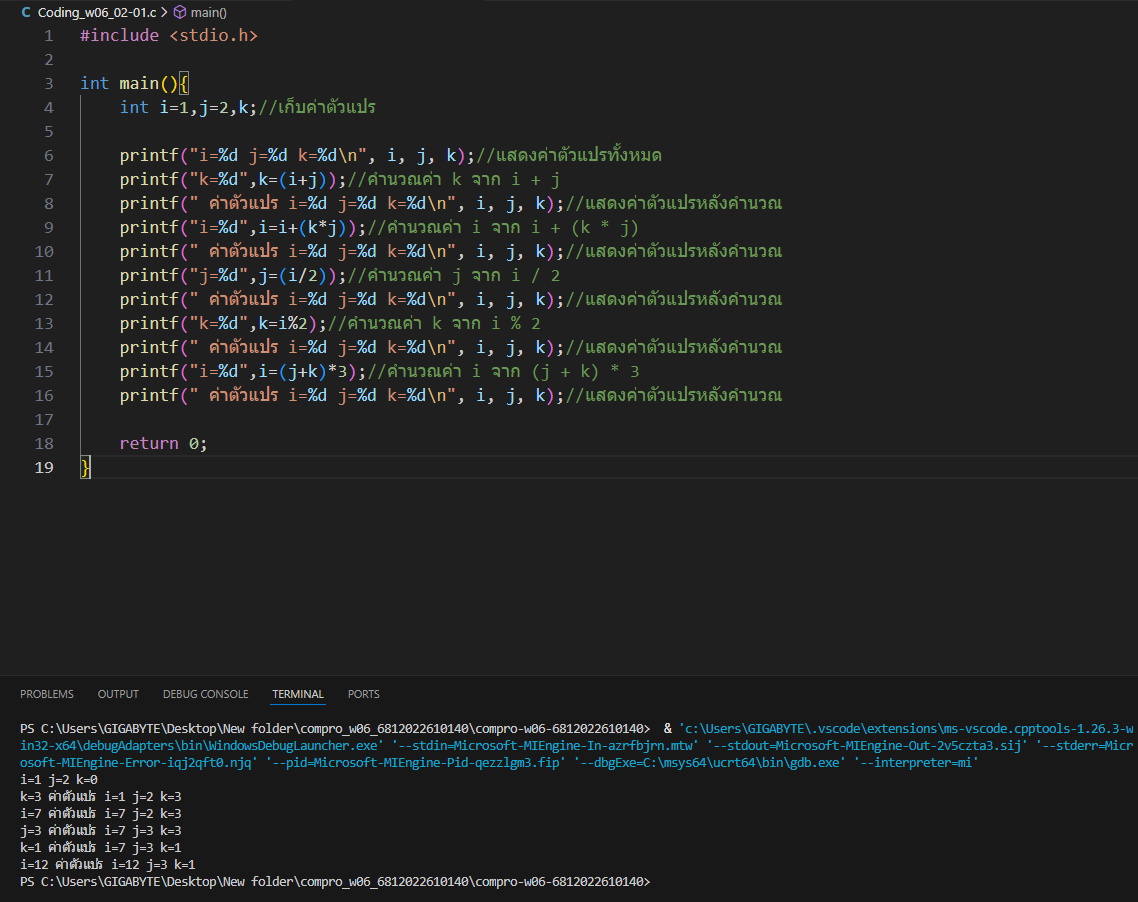 C Coding_w06_02-01.c > main()
1 #include <stdio.h>
2
3 int main(){
4     int i=1,j=2,k;//เก็บค่าตัวแปร
5
6     printf("i=%d j=%d k=%d\n", i, j, k);//แสดงค่าตัวแปรทั้งหมด
7     printf("k=%d",k=(i+j));//คำนวณค่า k จาก i + j
8     printf(" ค่าตัวแปร i=%d j=%d k=%d\n", i, j, k);//แสดงค่าตัวแปรหลังคำนวณ
9     printf("i=%d",i=i+(k*j));//คำนวณค่า i จาก i + (k * j)
10     printf(" ค่าตัวแปร i=%d j=%d k=%d\n", i, j, k);//แสดงค่าตัวแปรหลังคำนวณ
11     printf("j=%d",j=(i/2));//คำนวณค่า j จาก i / 2
12     printf(" ค่าตัวแปร i=%d j=%d k=%d\n", i, j, k);//แสดงค่าตัวแปรหลังคำนวณ
13     printf("k=%d",k=i%2);//คำนวณค่า k จาก i % 2
14     printf(" ค่าตัวแปร i=%d j=%d k=%d\n", i, j, k);//แสดงค่าตัวแปรหลังคำนวณ
15     printf("i=%d",i=(j+k)*3);//คำนวณค่า i จาก (j + k) * 3
16     printf(" ค่าตัวแปร i=%d j=%d k=%d\n", i, j, k);//แสดงค่าตัวแปรหลังคำนวณ
17
18     return 0;
19 }
PROBLEMS OUTPUT DEBUG CONSOLE TERMINAL PORTS
PS C:\Users\GIGABYTE\Desktop\New folder\compro_w06_6812022610140\compro-w06-6812022610140>  & 'c:\Users\GIGABYTE\.vscode\extensions\ms-vscode.cpptools-1.26.3-w
in32-x64\debugAdapters\bin\WindowsDebugLauncher.exe' '--stdin=Microsoft-MIEngine-In-azrfbjrn.mtw' '--stdout=Microsoft-MIEngine-Out-2v5czta3.sij' '--stderr=Micr
osoft-MIEngine-Error-iqj2qft0.njq' '--pid=Microsoft-MIEngine-Pid-qezzlgm3.fip' '--dbgExe=C:\msys64\ucrt64\bin\gdb.exe' '--interpreter=mi'
i=1 j=2 k=0
k=3 ค่าตัวแปร i=1 j=2 k=3
i=7 ค่าตัวแปร i=7 j=2 k=3
j=3 ค่าตัวแปร i=7 j=3 k=3
k=1 ค่าตัวแปร i=7 j=3 k=1
i=12 ค่าตัวแปร i=12 j=3 k=1
PS C:\Users\GIGABYTE\Desktop\New folder\compro_w06_6812022610140\compro-w06-6812022610140>